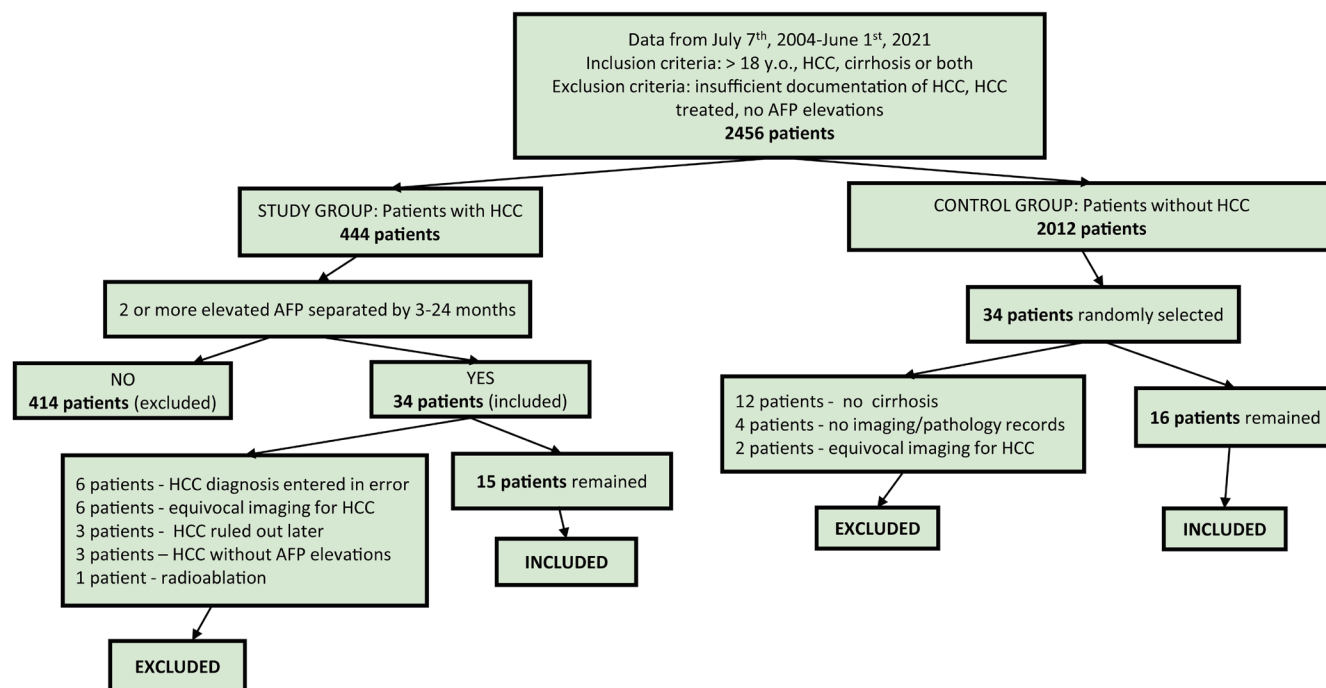 Data from July 7th, 2004-June 1st, 2021
Inclusion criteria: > 18 y.o., HCC, cirrhosis or both
Exclusion criteria: insufficient documentation of HCC, HCC
treated, no AFP elevations
2456 patients
STUDY GROUP: Patients with HCC
444 patients
CONTROL GROUP: Patients without HCC
2012 patients
2 or more elevated AFP separated by 3-24 months
34 patients randomly selected
NO
414 patients (excluded)
YES
34 patients (included)
12 patients - no cirrhosis
4 patients - no imaging/pathology records
2 patients - equivocal imaging for HCC
16 patients remained
6 patients - HCC diagnosis entered in error
6 patients - equivocal imaging for HCC
3 patients - HCC ruled out later
3 patients – HCC without AFP elevations
1 patient - radioablation
15 patients remained
EXCLUDED
INCLUDED
INCLUDED
EXCLUDED